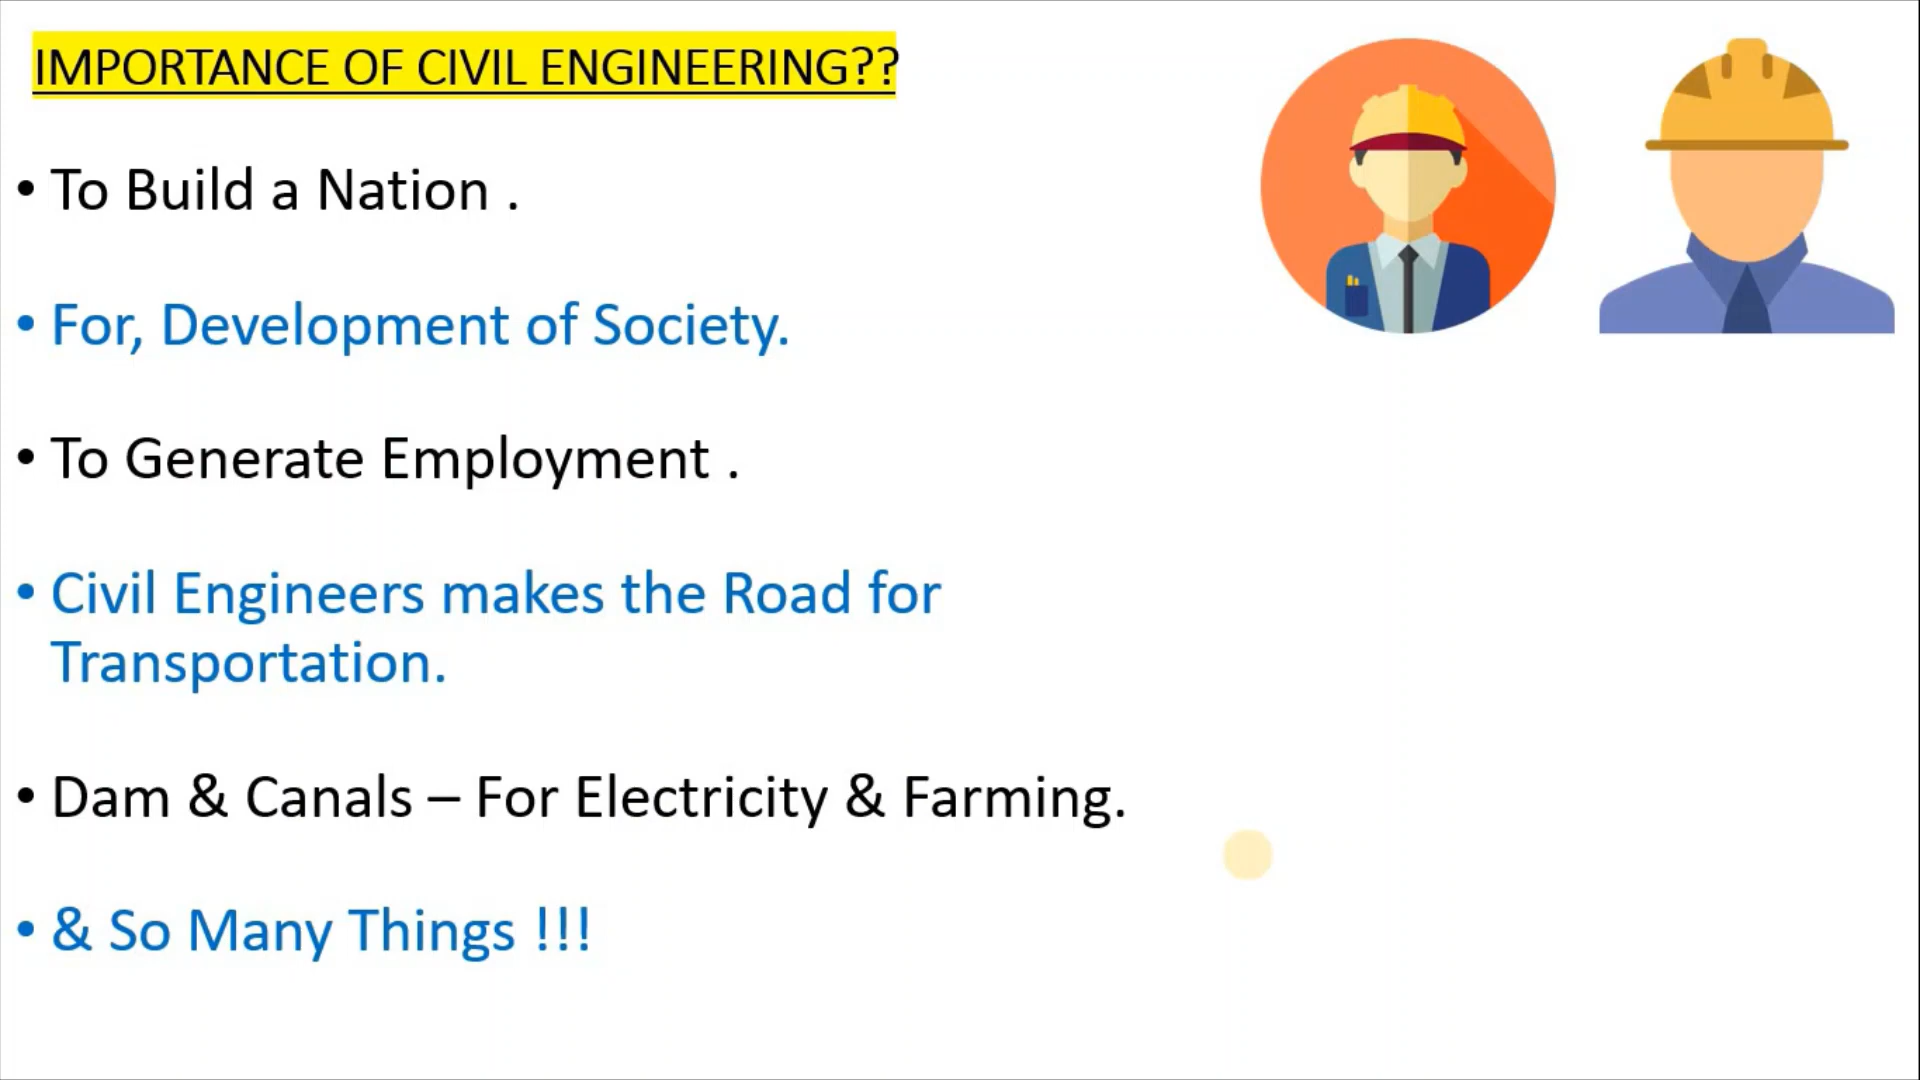 IMPORTANCE OF CIVIL ENGINEERING??
• To Build a Nation .
• For, Development of Society.
• To Generate Employment .
• Civil Engineers makes the Road for
Transportation.
• Dam & Canals – For Electricity & Farming.
• & So Many Things !!!